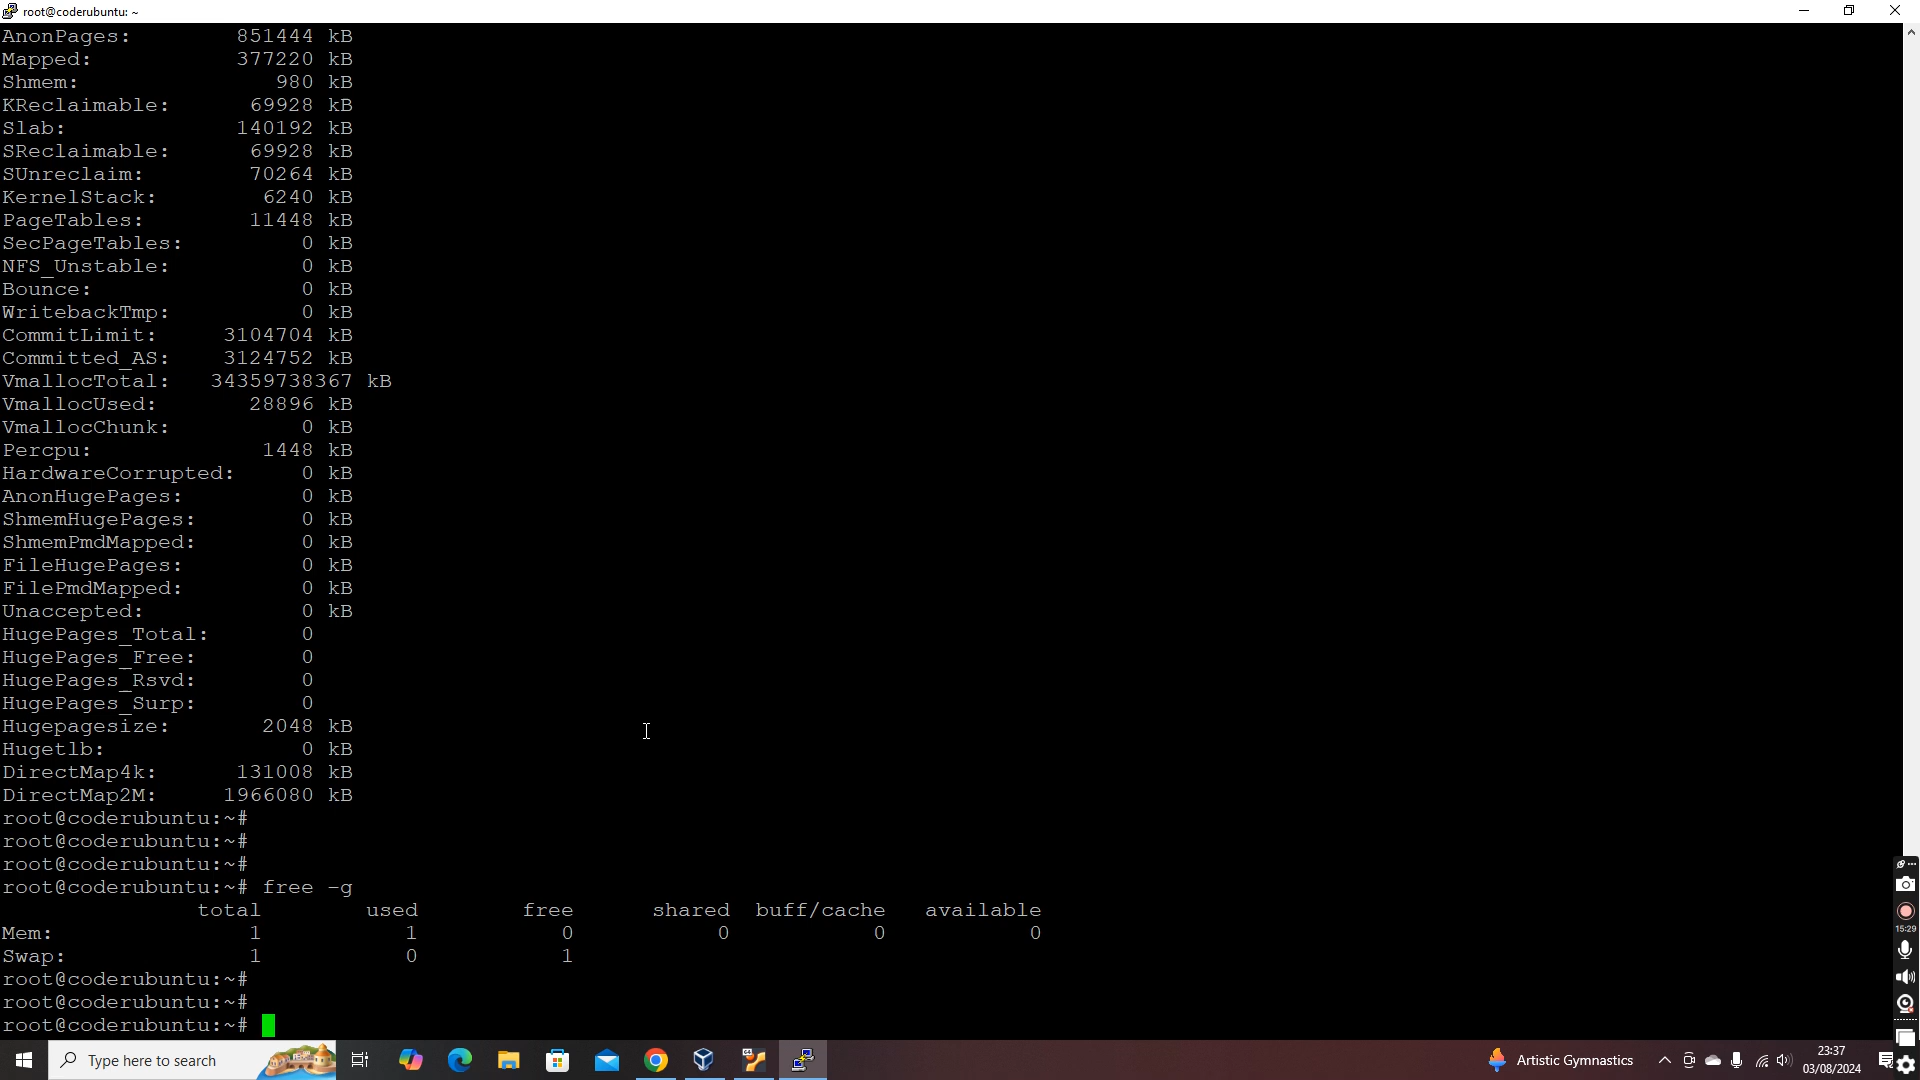 root@coderubuntu: ~
AnonPages:        851444 kB
Mapped:           377220 kB
Shmem:               980 kB
KReclaimable:      69928 kB
Slab:             140192 kB
SReclaimable:      69928 kB
SUnreclaim:        70264 kB
KernelStack:        6240 kB
PageTables:        11448 kB
SecPageTables:         0 kB
NFS_Unstable:          0 kB
Bounce:                0 kB
WritebackTmp:          0 kB
CommitLimit:     3104704 kB
Committed_AS:    3124752 kB
VmallocTotal:   34359738367 kB
VmallocUsed:       28896 kB
VmallocChunk:          0 kB
Percpu:             1448 kB
HardwareCorrupted:     0 kB
AnonHugePages:         0 kB
ShmemHugePages:        0 kB
ShmemPmdMapped:        0 kB
FileHugePages:         0 kB
FilePmdMapped:         0 kB
Unaccepted:            0 kB
HugePages_Total:       0
HugePages_Free:        0
HugePages_Rsvd:        0
HugePages_Surp:        0
Hugepagesize:       2048 kB
Hugetlb:               0 kB
DirectMap4k:      131008 kB
DirectMap2M:     1966080 kB
root@coderubuntu:~#
root@coderubuntu:~#
root@coderubuntu:~#
root@coderubuntu:~# free -g
               total        used        free      shared  buff/cache   available
Mem:               1           1           0           0           0           0
Swap:              1           0           1
root@coderubuntu:~#
root@coderubuntu:~#
root@coderubuntu:~#
15:29
Type here to search
Artistic Gymnastics
23:37
03/08/2024